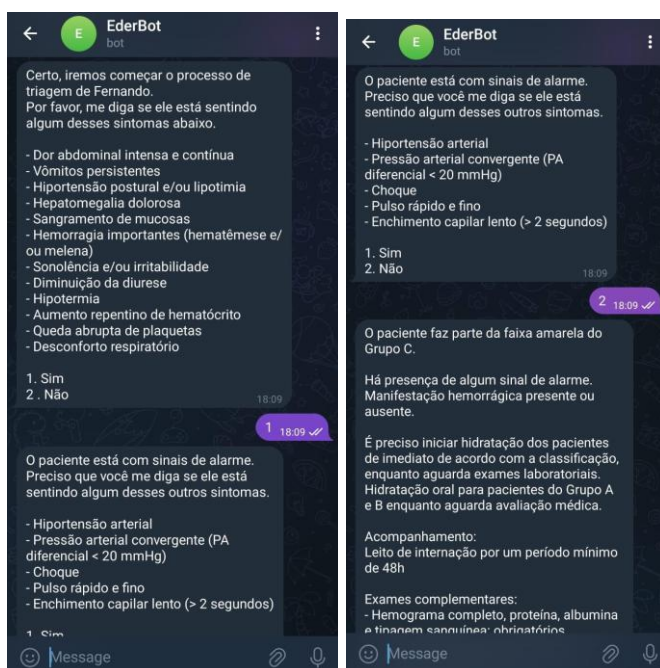 EderBot
bot
Certo, iremos começar o processo de
triagem de Fernando.
Por favor, me diga se ele está sentindo
algum desses sintomas abaixo.
- Dor abdominal intensa e contínua
- Vômitos persistentes
- Hiportensão postural e/ou lipotimia
- Hepatomegalia dolorosa
- Sangramento de mucosas
- Hemorragia importantes (hematêmese e/
ou melena)
- Sonolência e/ou irritabilidade
- Diminuição da diurese
- Hipotermia
- Aumento repentino de hematócrito
- Queda abrupta de plaquetas
- Desconforto respiratório
1. Sim
2 . Não
18:09
1 18:09
O paciente está com sinais de alarme.
Preciso que você me diga se ele está
sentindo algum desses outros sintomas.
- Hiportensão arterial
- Pressão arterial convergente (PA
diferencial < 20 mmHg)
- Choque
- Pulso rápido e fino
- Enchimento capilar lento (> 2 segundos)
1. Sim
Message
E
EderBot
bot
O paciente está com sinais de alarme.
Preciso que você me diga se ele está
sentindo algum desses outros sintomas.
- Hiportensão arterial
- Pressão arterial convergente (PA
diferencial < 20 mmHg)
- Choque
- Pulso rápido e fino
- Enchimento capilar lento (> 2 segundos)
1. Sim
2. Não
18:09
2 18:09
O paciente faz parte da faixa amarela do
Grupo C.
Há presença de algum sinal de alarme.
Manifestação hemorrágica presente ou
ausente.
É preciso iniciar hidratação dos pacientes
de imediato de acordo com a classificação,
enquanto aguarda exames laboratoriais.
Hidratação oral para pacientes do Grupo A
e B enquanto aguarda avaliação médica.
Acompanhamento:
Leito de internação por um período mínimo
de 48h
Exames complementares:
- Hemograma completo, proteína, albumina
e tipagem sanguínea: obrigatórios
Message
E